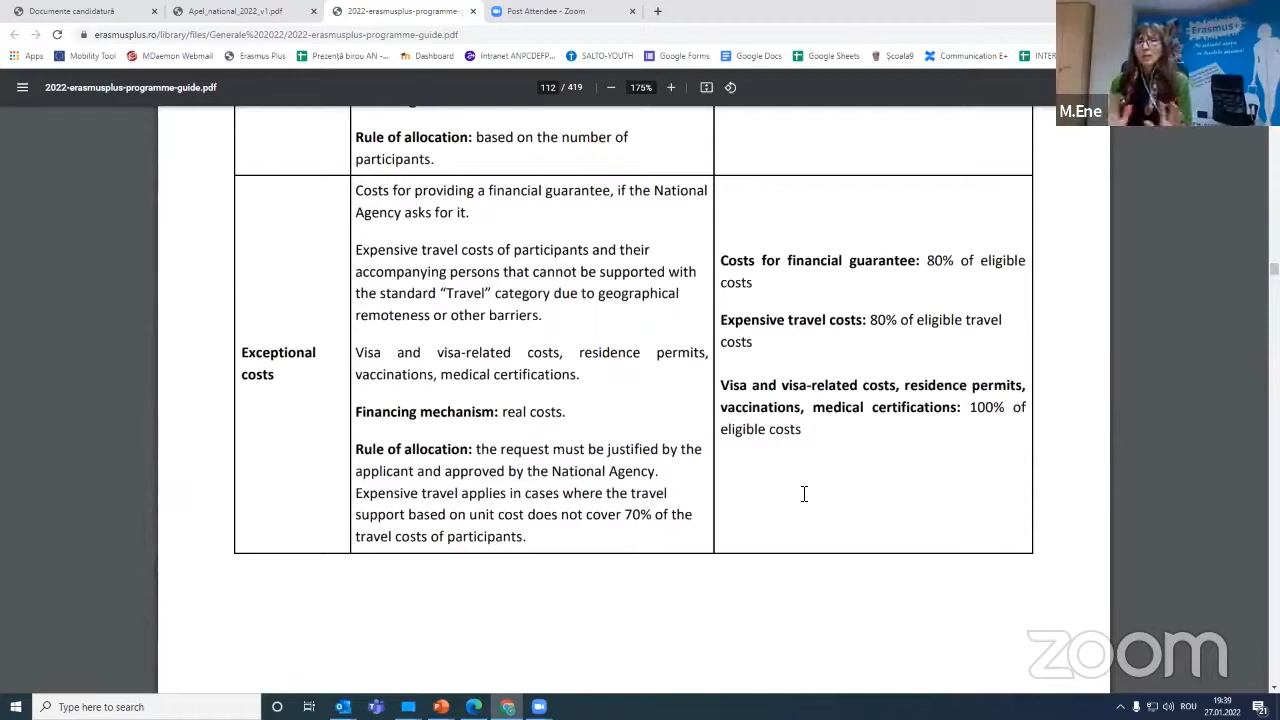 Documente candidatură
Apel_national_2022_v1.pdf
2022-erasmusplus-programme-g
Post Attendee - Zoom
erasmusplus.ro/library/files/Generale%202022/2022-erasmusplus-programme-guide.pdf
Apps
Mobility Tool
MDaemon Webmail
Erasmus Plus
Prezență birou AN -...
Dashboard
Intranet ANPCDEFP...
SALTO-YOUTH
Google Forms
Google Docs
Google Sheets
Școala9
Communication E+
INTER
2022-erasmusplus-programme-guide.pdf
112 / 419
175%
Erasmus+
M.Ene
Rule of allocation: based on the number of
participants.
Exceptional
costs
Costs for providing a financial guarantee, if the National
Agency asks for it.
Expensive travel costs of participants and their
accompanying persons that cannot be supported with
the standard “Travel” category due to geographical
remoteness or other barriers.
Visa and visa-related costs, residence permits,
vaccinations, medical certifications.
Financing mechanism: real costs.
Rule of allocation: the request must be justified by the
applicant and approved by the National Agency.
Expensive travel applies in cases where the travel
support based on unit cost does not cover 70% of the
travel costs of participants.
Costs for financial guarantee: 80% of eligible
costs
Expensive travel costs: 80% of eligible travel
costs
Visa and visa-related costs, residence permits,
vaccinations, medical certifications: 100% of
eligible costs
zoom
Type here to search
ROU
19:39
27.01.2022